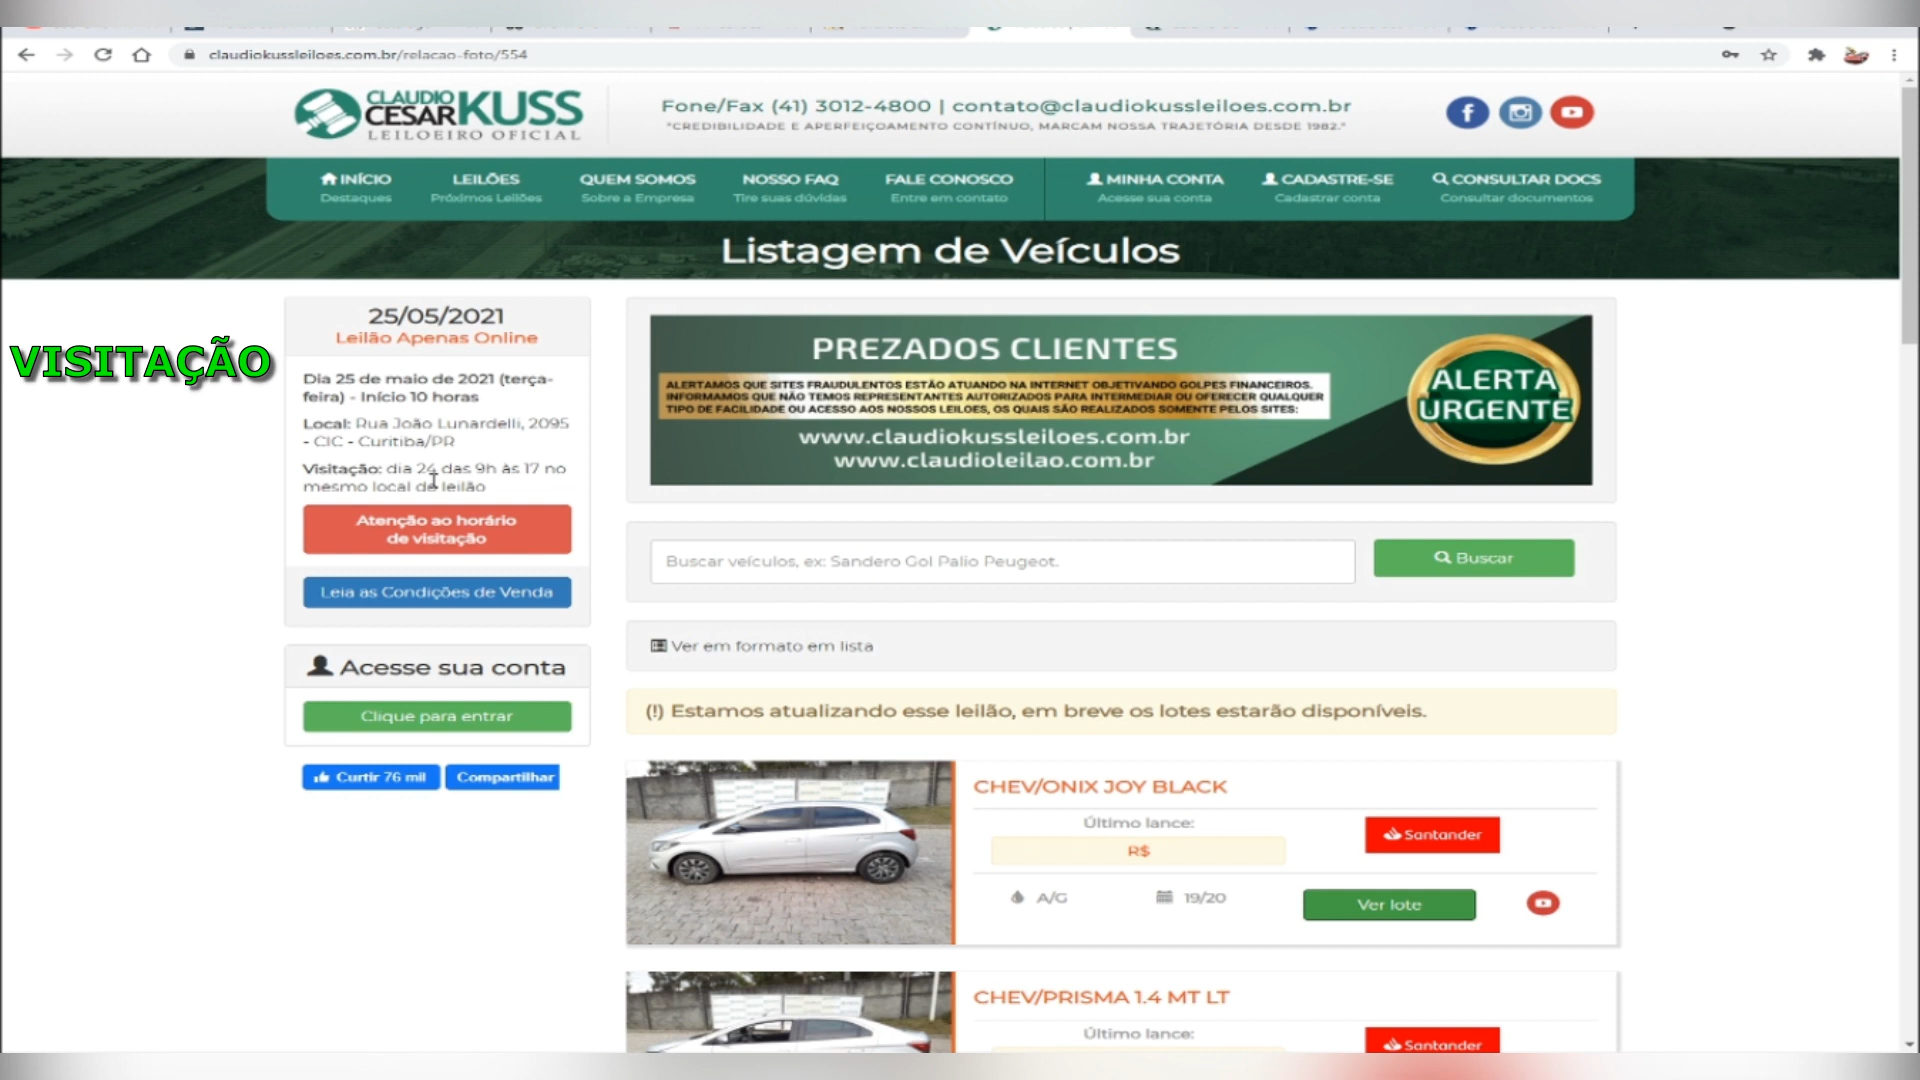 claudiokussleiloes.com.br/relacao-foto/554
CLAUDIO
CESAR KUSS
LEILOEIRO OFICIAL
Fone/Fax (41) 3012-4800 | contato@claudiokussleiloes.com.br
"CREDIBILIDADE E APERFEIÇOAMENTO CONTÍNUO, MARCAM NOSSA TRAJETÓRIA DESDE 1982."
INÍCIO LEILÕES QUEM SOMOS NOSSO FAQ FALE CONOSCO MINHA CONTA CADASTRE-SE CONSULTAR DOCS
Destaques Próximos Leilões Sobre a Empresa Tire suas dúvidas Entre em contato Acesse sua conta Cadastrar conta Consultar documentos
Listagem de Veículos
VISITAÇÃO
25/05/2021
Leilão Apenas Online
Dia 25 de maio de 2021 (terça-
feira) - Início 10 horas
Local: Rua João Lunardelli, 2095
- CIC - Curitiba/PR
Visitação: dia 24 das 9h às 17 no
mesmo local de leilão
Atenção ao horário
de visitação
Leia as Condições de Venda
Acesse sua conta
Clique para entrar
Curtir 76 mil Compartilhar
PREZADOS CLIENTES
ALERTAMOS QUE SITES FRAUDULENTOS ESTÃO ATUANDO NA INTERNET OBJETIVANDO GOLPES FINANCEIROS.
INFORMAMOS QUE NÃO TEMOS REPRESENTANTES AUTORIZADOS PARA INTERMEDIAR OU OFERECER QUALQUER
TIPO DE FACILIDADE OU ACESSO AOS NOSSOS LEILOES, OS QUAIS SÃO REALIZADOS SOMENTE PELOS SITES:
www.claudiokussleiloes.com.br
www.claudioleilao.com.br
ALERTA
URGENTE
Buscar veículos, ex: Sandero Gol Palio Peugeot.
Buscar
Ver em formato em lista
(!) Estamos atualizando esse leilão, em breve os lotes estarão disponíveis.
CHEV/ONIX JOY BLACK
Último lance:
R$
Santander
A/G 19/20
Ver lote
CHEV/PRISMA 1.4 MT LT
Último lance:
Santander